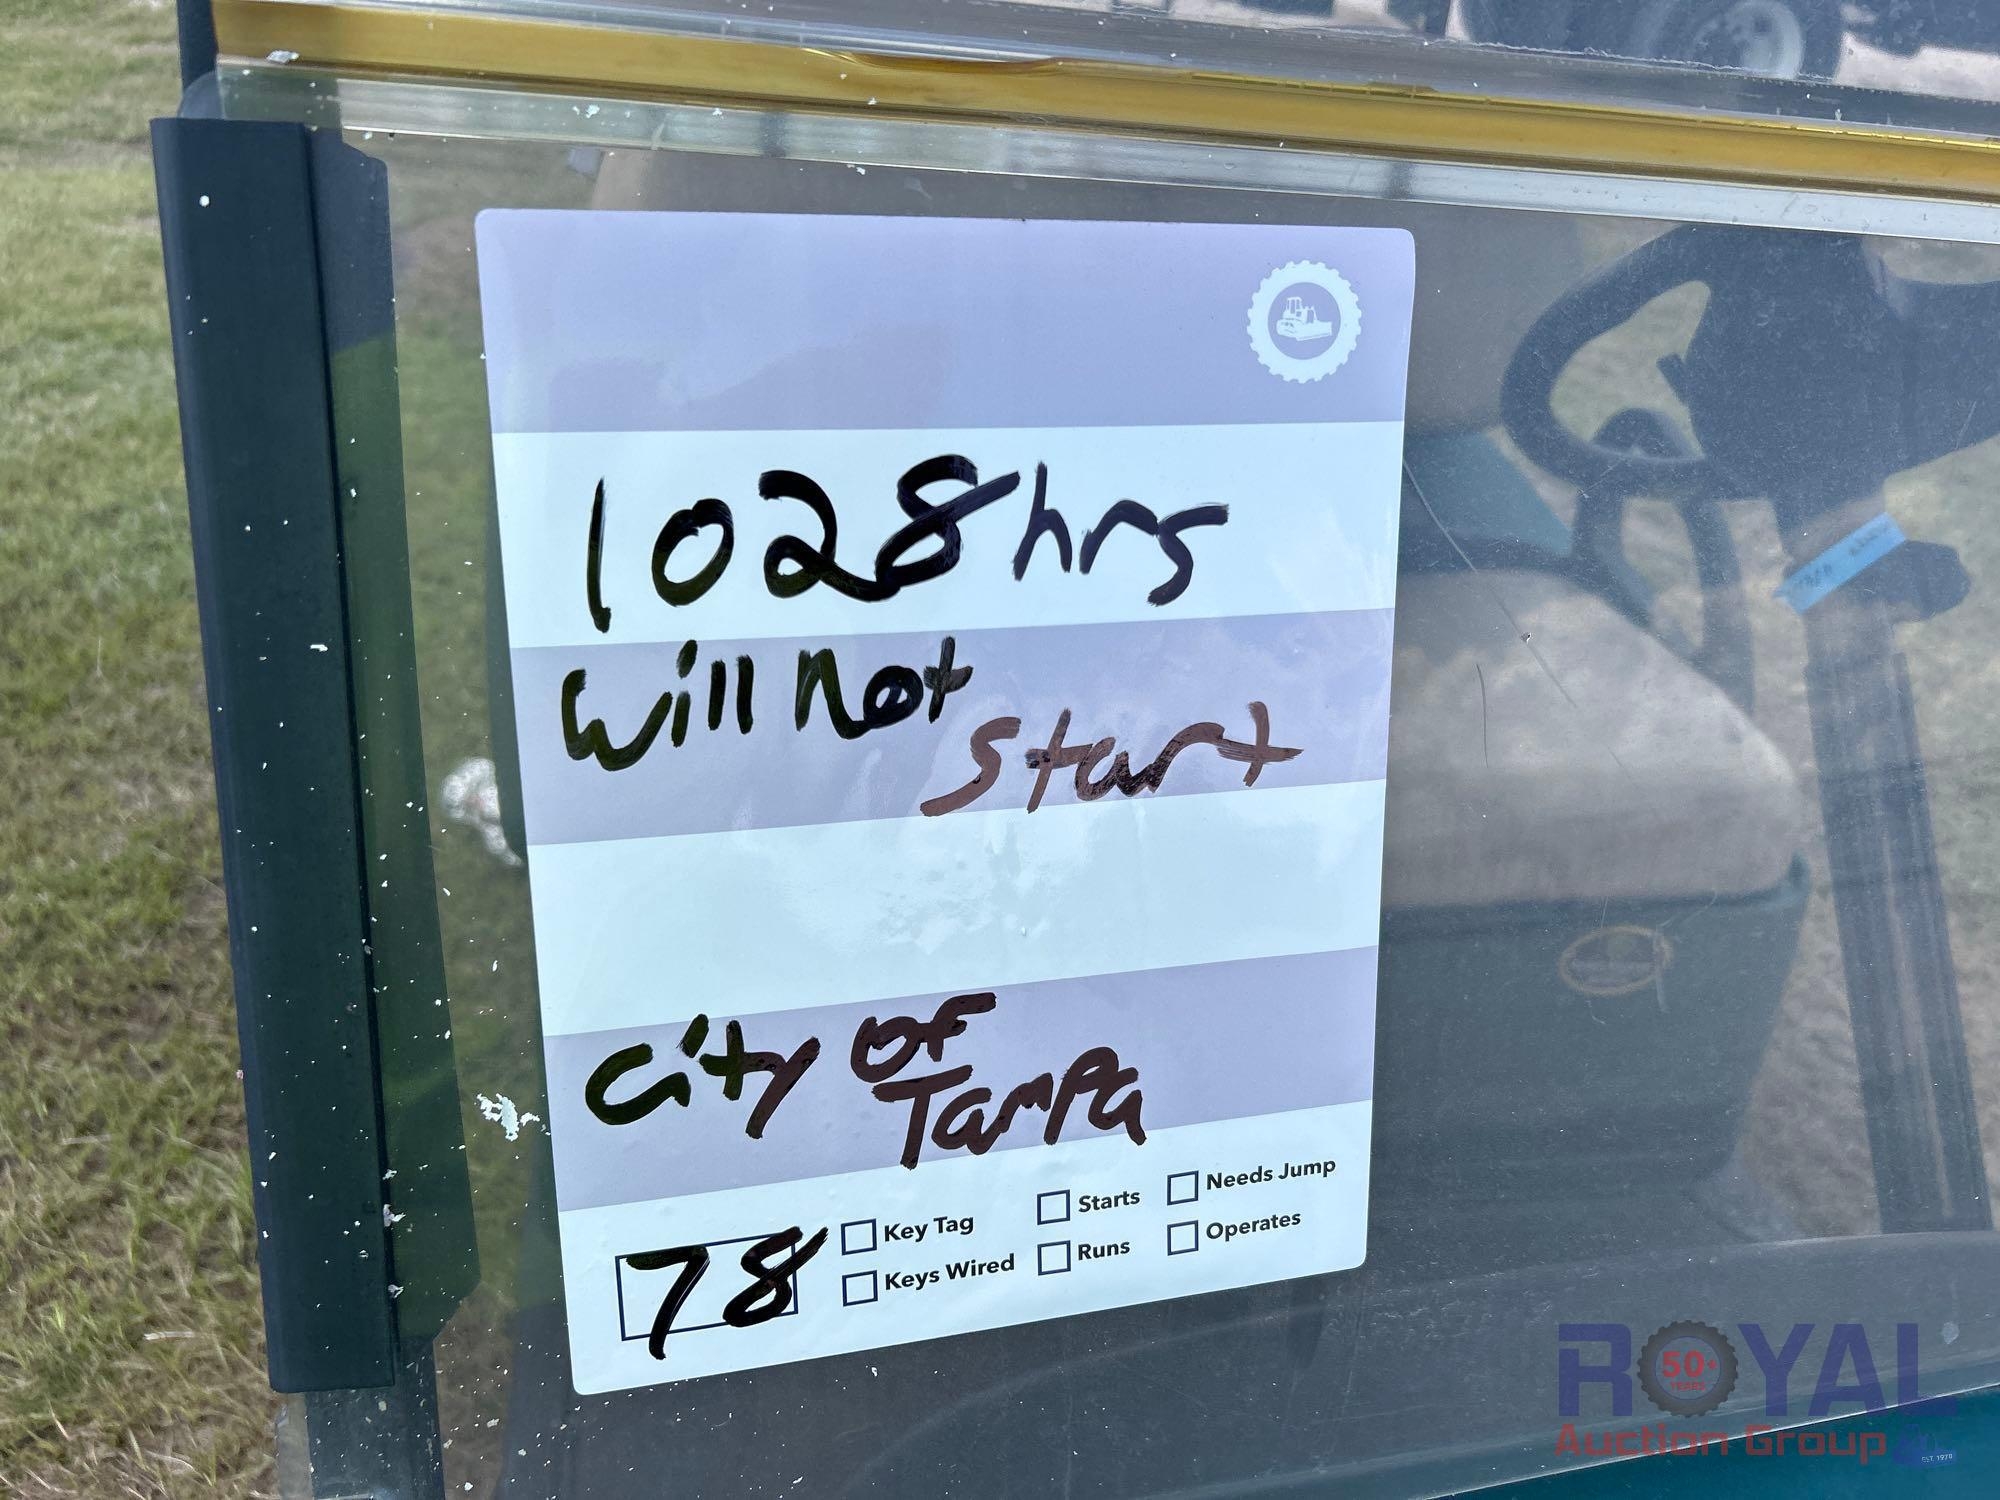 1028hrs
will not
start
City of
Tampa
78
Key Tag
Starts
Needs Jump
Keys Wired
Runs
Operates
ROYAL
50+
YEARS
Auction Group
EST. 1970